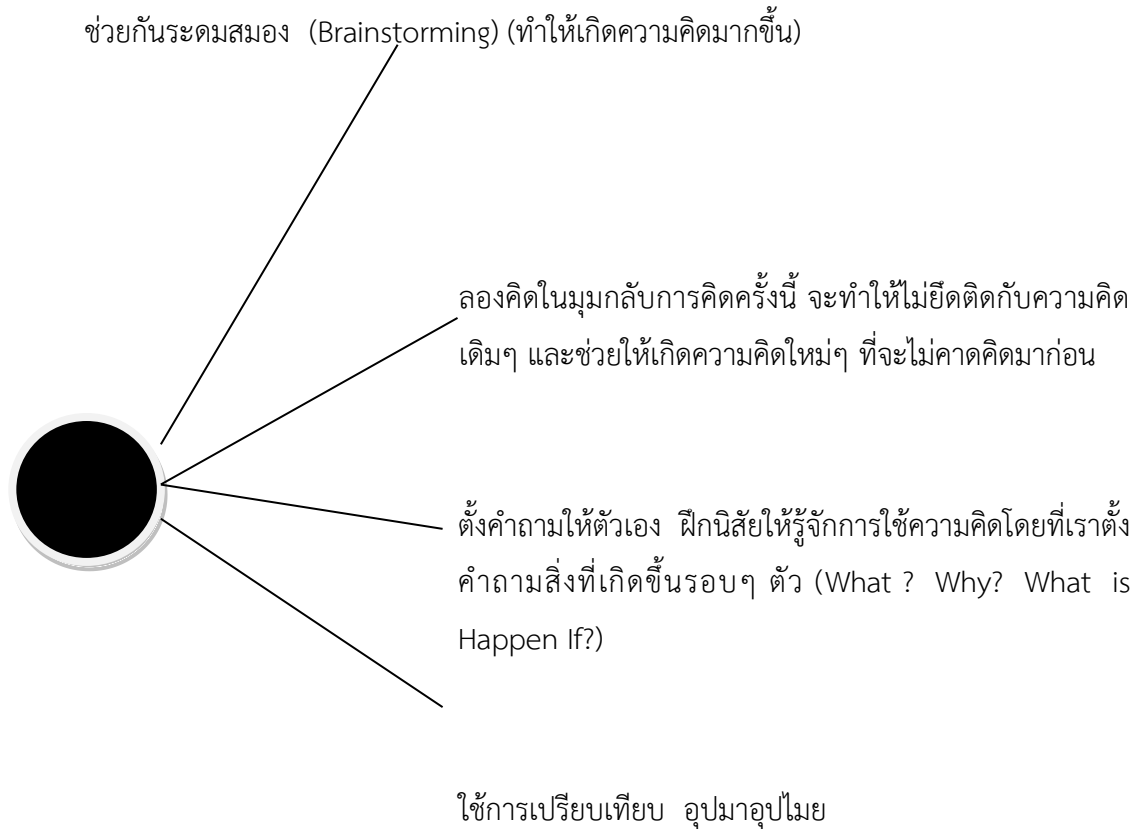 ช่วยกันระดมสมอง (Brainstorming) (ทำให้เกิดความคิดมากขึ้น)
ลองคิดในมุมกลับการคิดครั้งนี้ จะทำให้ไม่ยึดติดกับความคิด
เดิมๆ และช่วยให้เกิดความคิดใหม่ๆ ที่จะไม่คาดคิดมาก่อน
ตั้งคำถามให้ตัวเอง ฝึกนิสัยให้รู้จักการใช้ความคิดโดยที่เราตั้ง
คำถามสิ่งที่เกิดขึ้นรอบๆ ตัว (What ? Why? What is
Happen If?)
ใช้การเปรียบเทียบ อุปมาอุปไมย